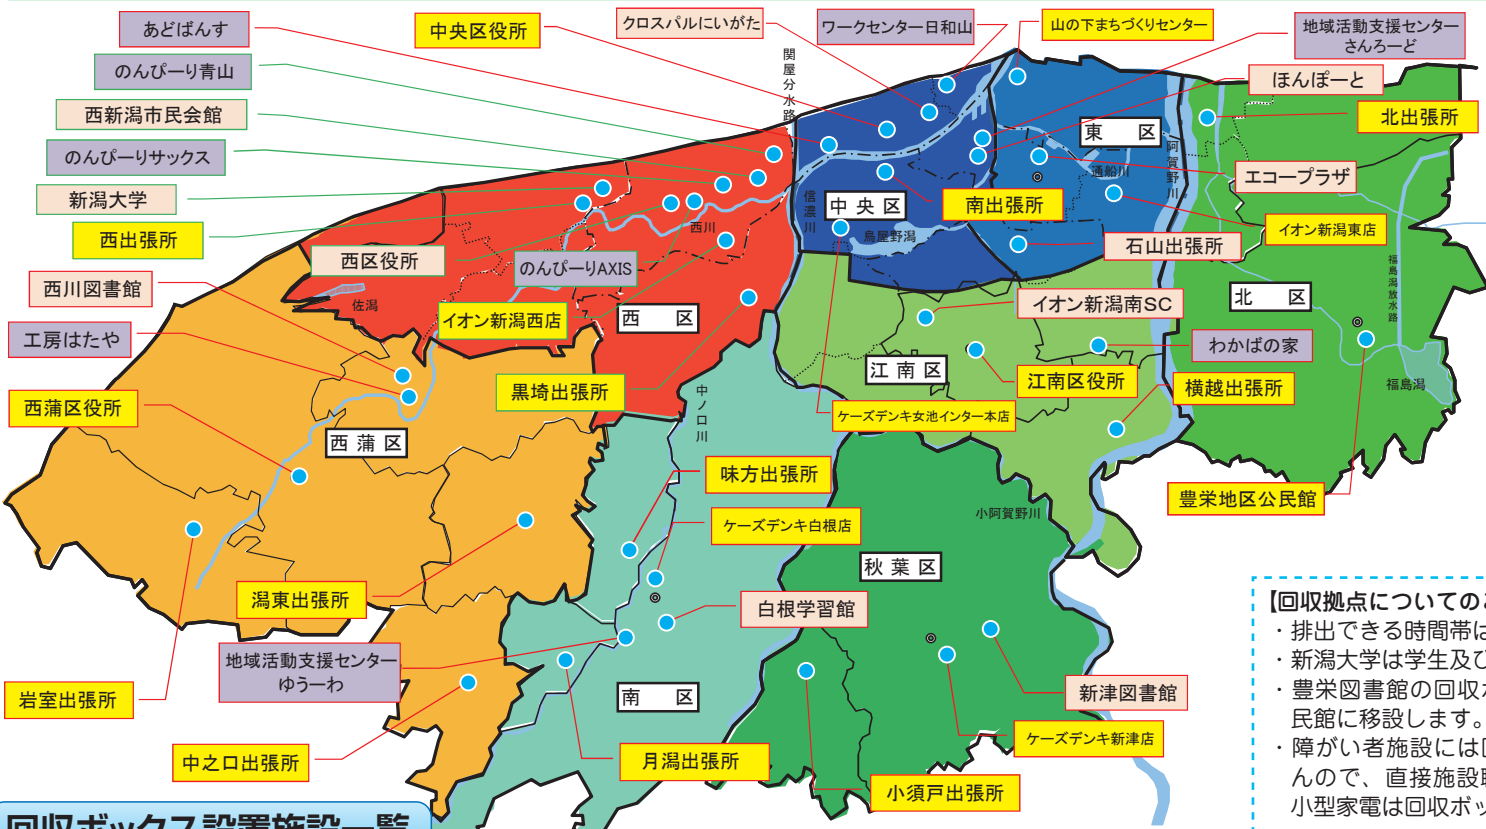 あどばんす
中央区役所
クロスパルにいがた
ワークセンター日和山
山の下まちづくりセンター
地域活動支援センター
さんろーど
のんぴーり青山
関屋分水路
ほんぽーと
西新潟市民会館
北出張所
東　区
阿賀野川
のんぴーりサックス
通船川
エコープラザ
新潟大学
信濃川
中央区
南出張所
西出張所
西川
鳥屋野潟
石山出張所
イオン新潟東店
西区役所
のんぴーりAXIS
福島潟放水路
西川図書館
佐潟
イオン新潟西店
西　区
イオン新潟南SC
北　区
工房はたや
わかばの家
江南区
江南区役所
横越出張所
福島潟
黒埼出張所
中ノ口川
西蒲区役所
ケーズデンキ女池インター本店
西蒲区
味方出張所
豊栄地区公民館
ケーズデンキ白根店
小阿賀野川
秋葉区
潟東出張所
白根学習館
地域活動支援センター
ゆうーわ
岩室出張所
南　区
新津図書館
中之口出張所
月潟出張所
ケーズデンキ新津店
小須戸出張所
【回収拠点についての
・排出できる時間帯は
・新潟大学は学生及び
・豊栄図書館の回収
民館に移設します。
・障がい者施設には
んので、直接施設
小型家電は回収ボッ
回収ボックス設置施設一覧